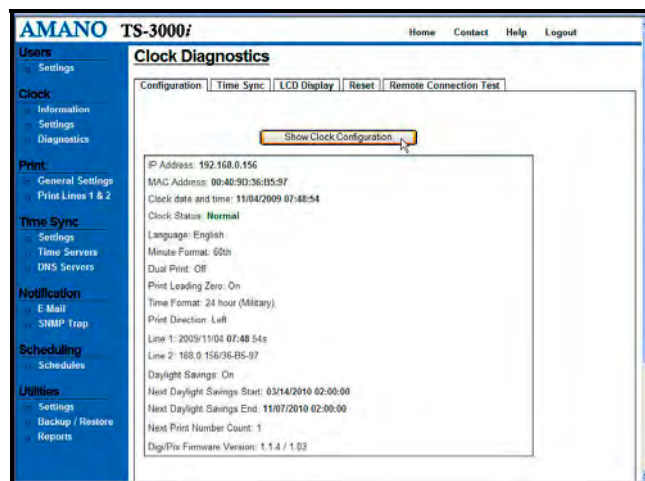 AMANO TS-3000i
Home Contact Help Logout
Users
Settings
Clock
Information
Settings
Diagnostics
Print
General Settings
Print Lines 1 & 2
Time Sync
Settings
Time Servers
DNS Servers
Notification
E-Mail
SNMP Trap
Scheduling
Schedules
Utilities
Settings
Backup / Restore
Reports
Clock Diagnostics
Configuration Time Sync LCD Display Reset Remote Connection Test
Show Clock Configuration
IP Address: 192.168.0.156
MAC Address: 00:40:9D:36:B5:97
Clock date and time: 11/04/2009 07:48:54
Clock Status: Normal
Language: English
Minute Format: 60th
Dual Print: Off
Print Leading Zero: On
Time Format: 24 hour (Military)
Print Direction: Left
Line 1: 2009/11/04 07:48 54s
Line 2: 168.0.156/36-B5-97
Daylight Savings: On
Next Daylight Savings Start: 03/14/2010 02:00:00
Next Daylight Savings End: 11/07/2010 02:00:00
Next Print Number Count: 1
Digi/Pix Firmware Version: 1.1.4 / 1.03